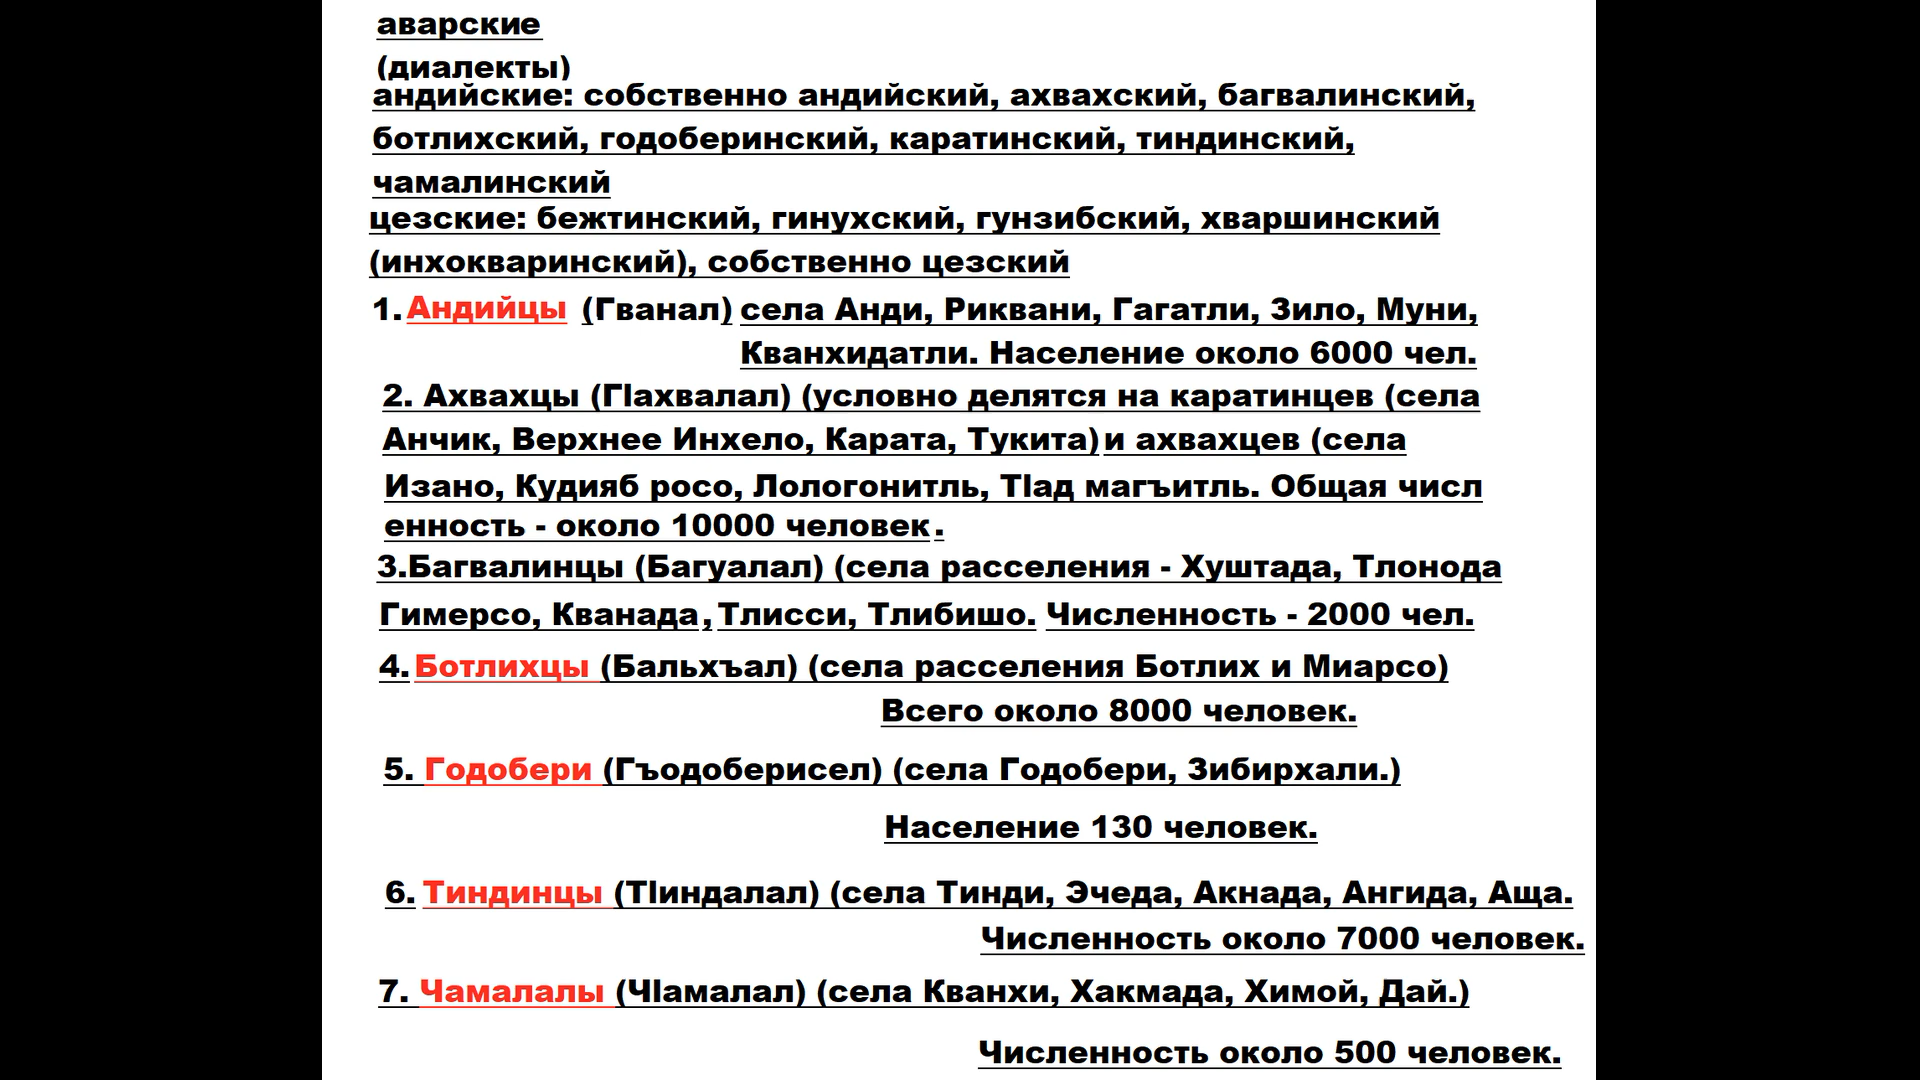 аварские
(диалекты)
андийские: собственно андийский, ахвахский, багвалинский,
ботлихский, годоберинский, каратинский, тиндинский,
чамалинский
цезские: бежтинский, гинухский, гунзибский, хваршинский
(инхокваринский), собственно цезский
1. Андийцы (Гванал) села Анди, Риквани, Гагатли, Зило, Муни,
Кванхидатли. Население около 6000 чел.
2. Ахвахцы (ГӀахвалал) (условно делятся на каратинцев (села
Анчик, Верхнее Инхело, Карата, Тукита) и ахвахцев (села
Изано, Кудияб росо, Лологонитль, ТӀад магъитль. Общая числ
енность - около 10000 человек.
3.Багвалинцы (Багуалал) (села расселения - Хуштада, Тлонода
Гимерсо, Кванада, Тлисси, Тлибишо. Численность - 2000 чел.
4. Ботлихцы (Бальхъал) (села расселения Ботлих и Миарсо)
Всего около 8000 человек.
5. Годобери (Гъодоберисел) (села Годобери, Зибирхали.)
Население 130 человек.
6. Тиндинцы (ТӀиндалал) (села Тинди, Эчеда, Акнада, Ангида, Аща.
Численность около 7000 человек.
7. Чамалалы (ЧӀамалал) (села Кванхи, Хакмада, Химой, Дай.)
Численность около 500 человек.